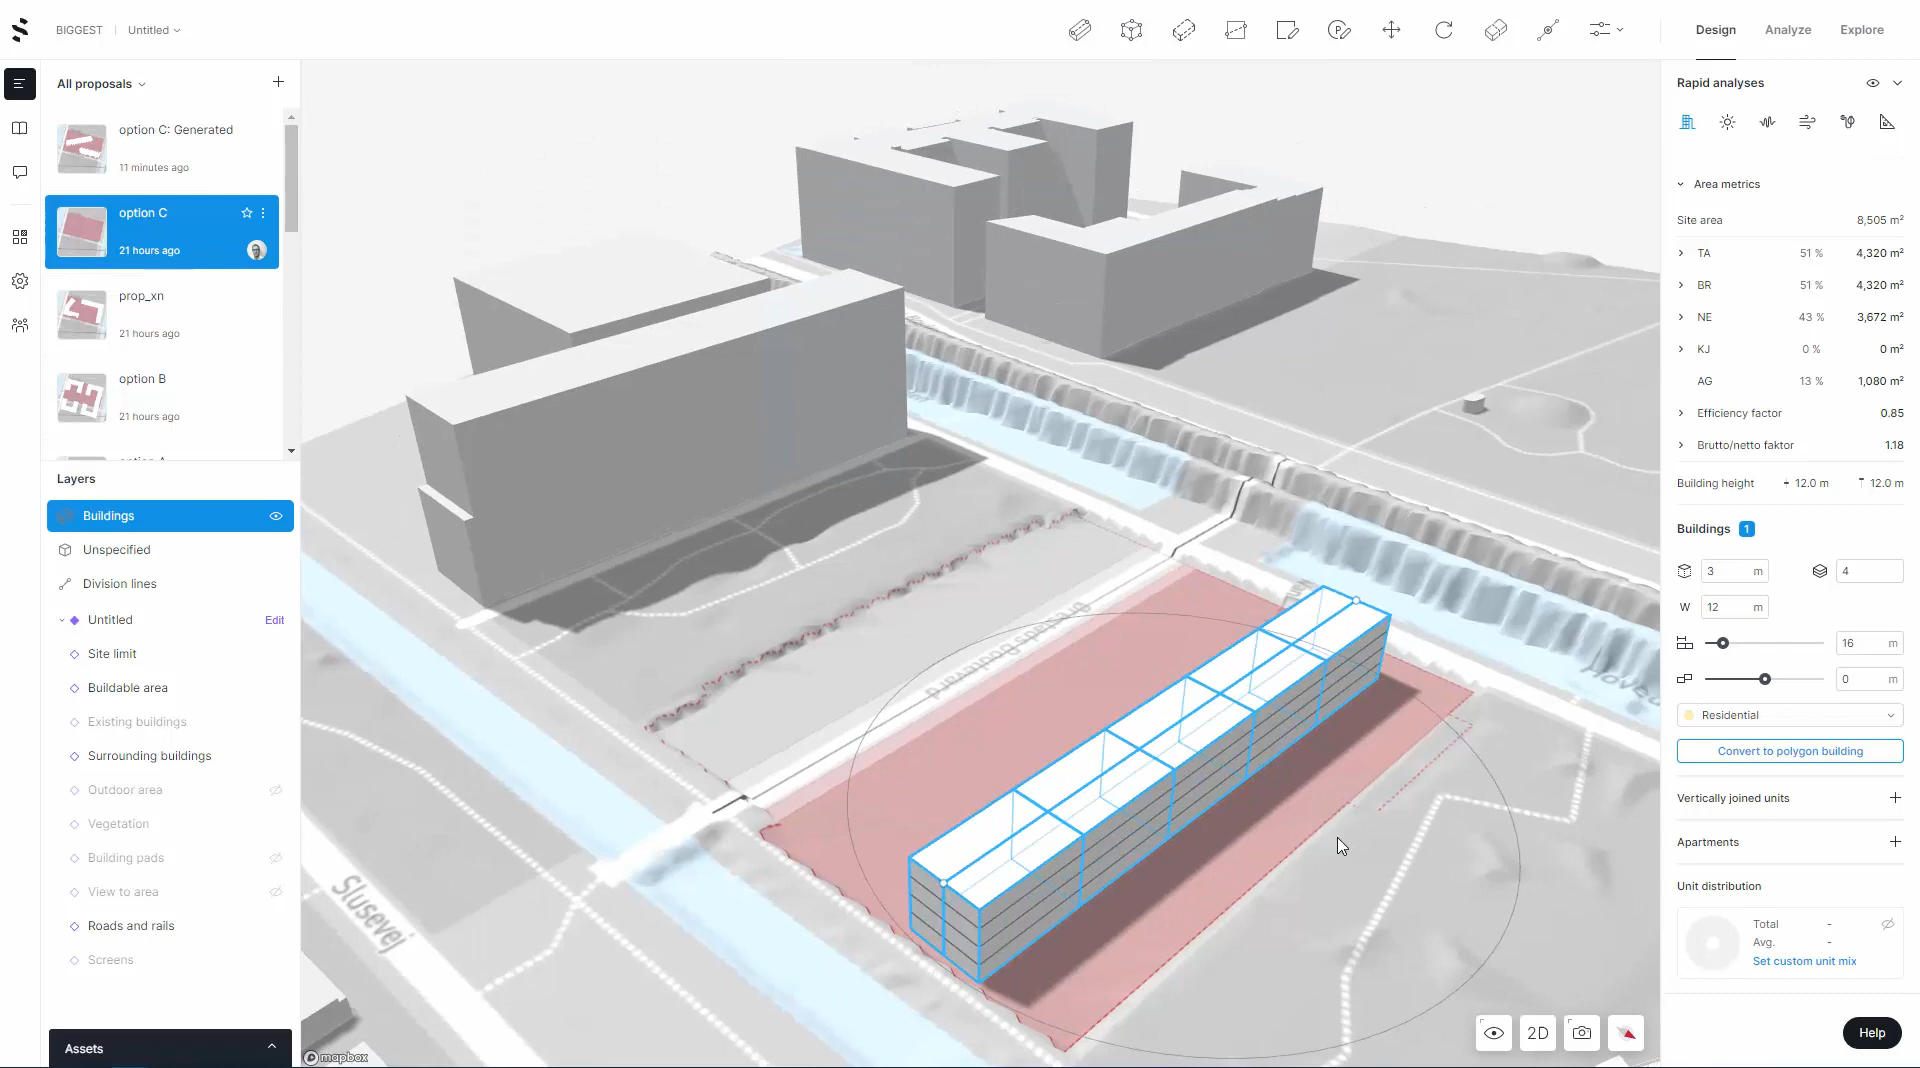 BIGGEST
Untitled
Design
Analyze
Explore
All proposals
option C: Generated
11 minutes ago
option C
21 hours ago
prop_xn
21 hours ago
option B
21 hours ago
Layers
Buildings
Unspecified
Division lines
Untitled
Edit
Site limit
Buildable area
Existing buildings
Surrounding buildings
Outdoor area
Vegetation
Building pads
View to area
Roads and rails
Screens
Assets
Slusevej
mapbox
2D
Rapid analyses
Area metrics
Site area 8,505 m²
TA 51 % 4,320 m²
BR 51 % 4,320 m²
NE 43 % 3,672 m²
KJ 0 % 0 m²
AG 13 % 1,080 m²
Efficiency factor 0.85
Brutto/netto faktor 1.18
Building height 12.0 m 12.0 m
Buildings 1
3 m 4
W 12 m
16 m
0 m
Residential
Convert to polygon building
Vertically joined units
Apartments
Unit distribution
Total -
Avg. -
Set custom unit mix
Help